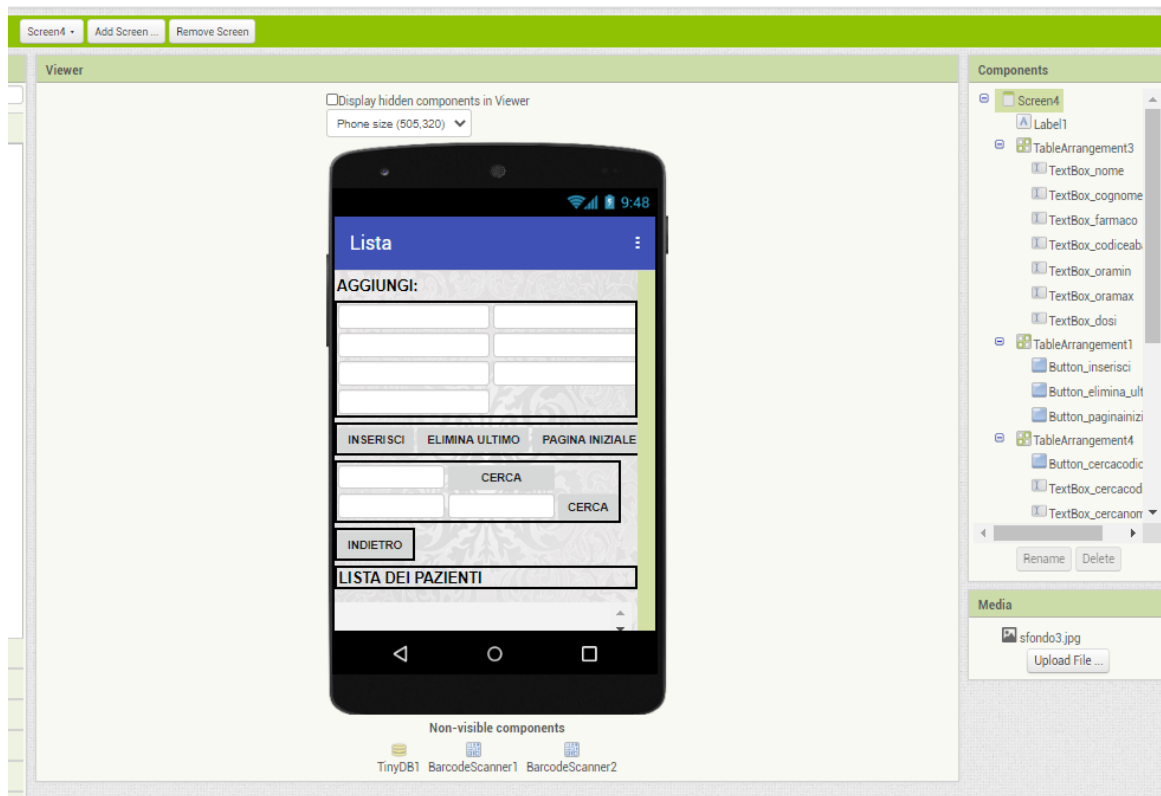 Screen4 Add Screen ... Remove Screen
Viewer
Display hidden components in Viewer
Phone size (505,320)
9:48
Lista
AGGIUNGI:
INSERISCI ELIMINA ULTIMO PAGINA INIZIALE
CERCA
CERCA
INDIETRO
LISTA DEI PAZIENTI
Non-visible components
TinyDB1 BarcodeScanner1 BarcodeScanner2
Components
Screen4
Label1
TableArrangement3
TextBox_nome
TextBox_cognome
TextBox_farmaco
TextBox_codiceab
TextBox_oramin
TextBox_oramax
TextBox_dosi
TableArrangement1
Button_inserisci
Button_elimina_ult
Button_paginainizi
TableArrangement4
Button_cercacodic
TextBox_cercacod
TextBox_cercanom
Rename Delete
Media
sfondo3.jpg
Upload File ...